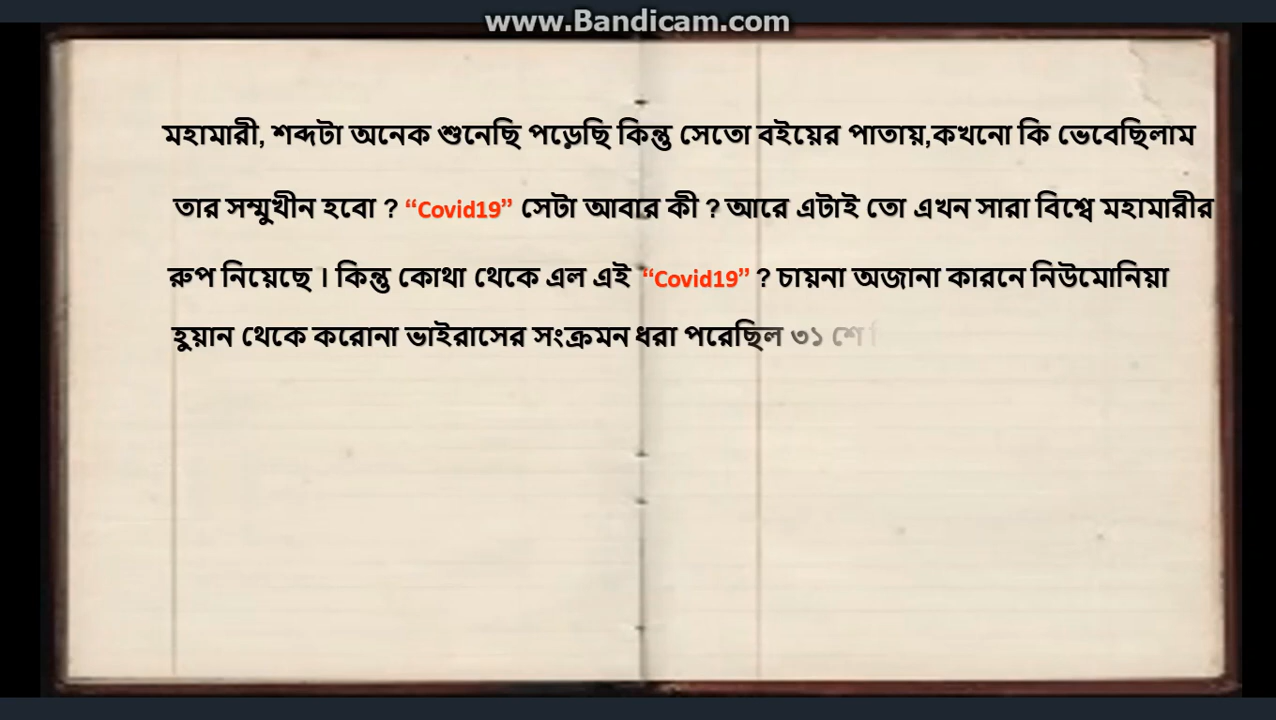 www.Bandicam.com
মহামারী, শব্দটা অনেক শুনেছি পড়েছি কিন্তু সেতো বইয়ের পাতায়,কখনো কি ভেবেছিলাম
তার সম্মুখীন হবো ? “Covid19” সেটা আবার কী ? আরে এটাই তো এখন সারা বিশ্বে মহামারীর
রুপ নিয়েছে । কিন্তু কোথা থেকে এল এই “Covid19” ? চায়না অজানা কারনে নিউমোনিয়া
হুয়ান থেকে করোনা ভাইরাসের সংক্রমন ধরা পরেছিল ৩১ শে